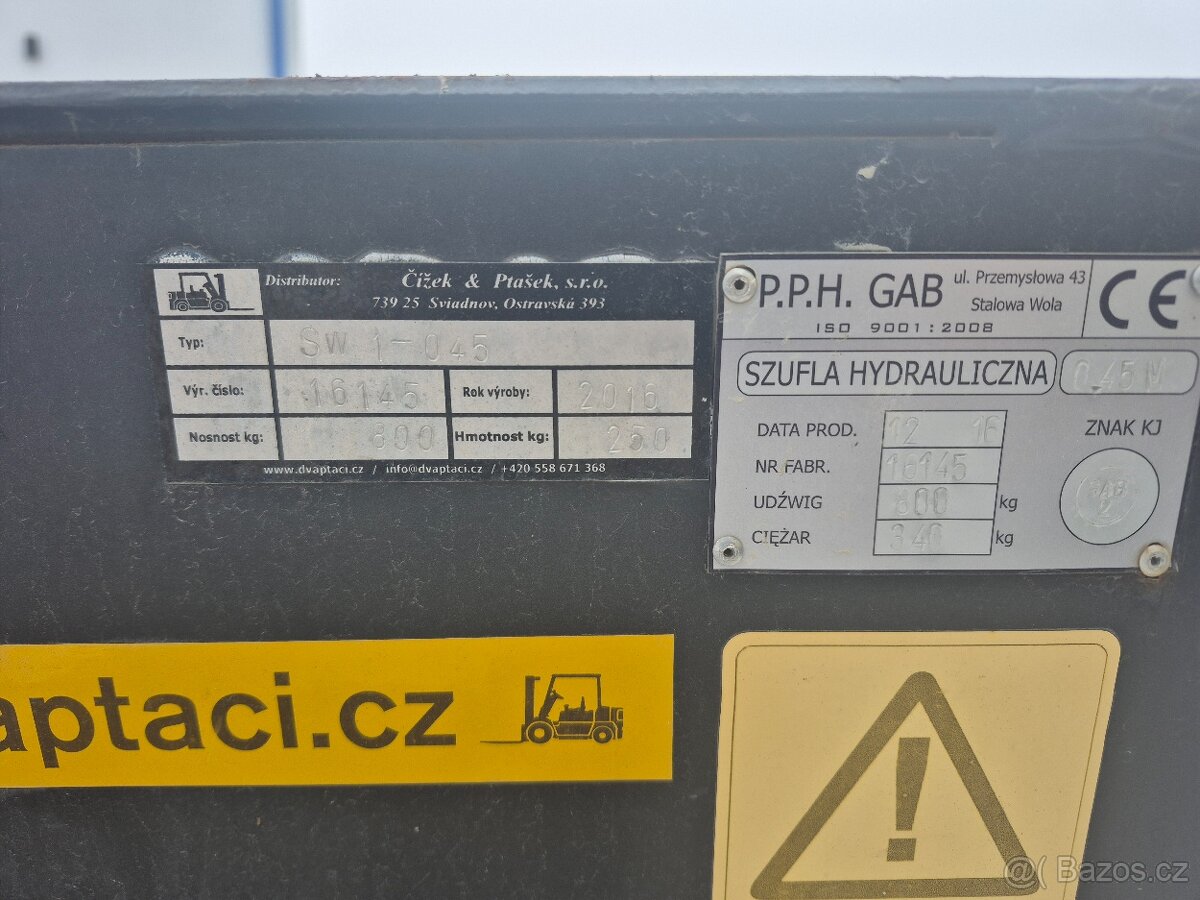 Distributor: Čížek & Ptašek, s.r.o.
739 25 Sviadnov, Ostravská 393
Typ: SW 1-045
Výr. číslo: 16145 Rok výroby: 2016
Nosnost kg: 800 Hmotnost kg: 250
www.dvaptaci.cz / info@dvaptaci.cz / +420 558 671 368
P.P.H. GAB ul. Przemysłowa 43
Stalowa Wola
ISO 9001:2008
CE
SZUFLA HYDRAULICZNA 0,45 M
DATA PROD. 12 16
ZNAK KJ
NR FABR. 16145
UDŹWIG 800 kg
CIĘŻAR 340 kg
aptaci.cz
Bazos.cz